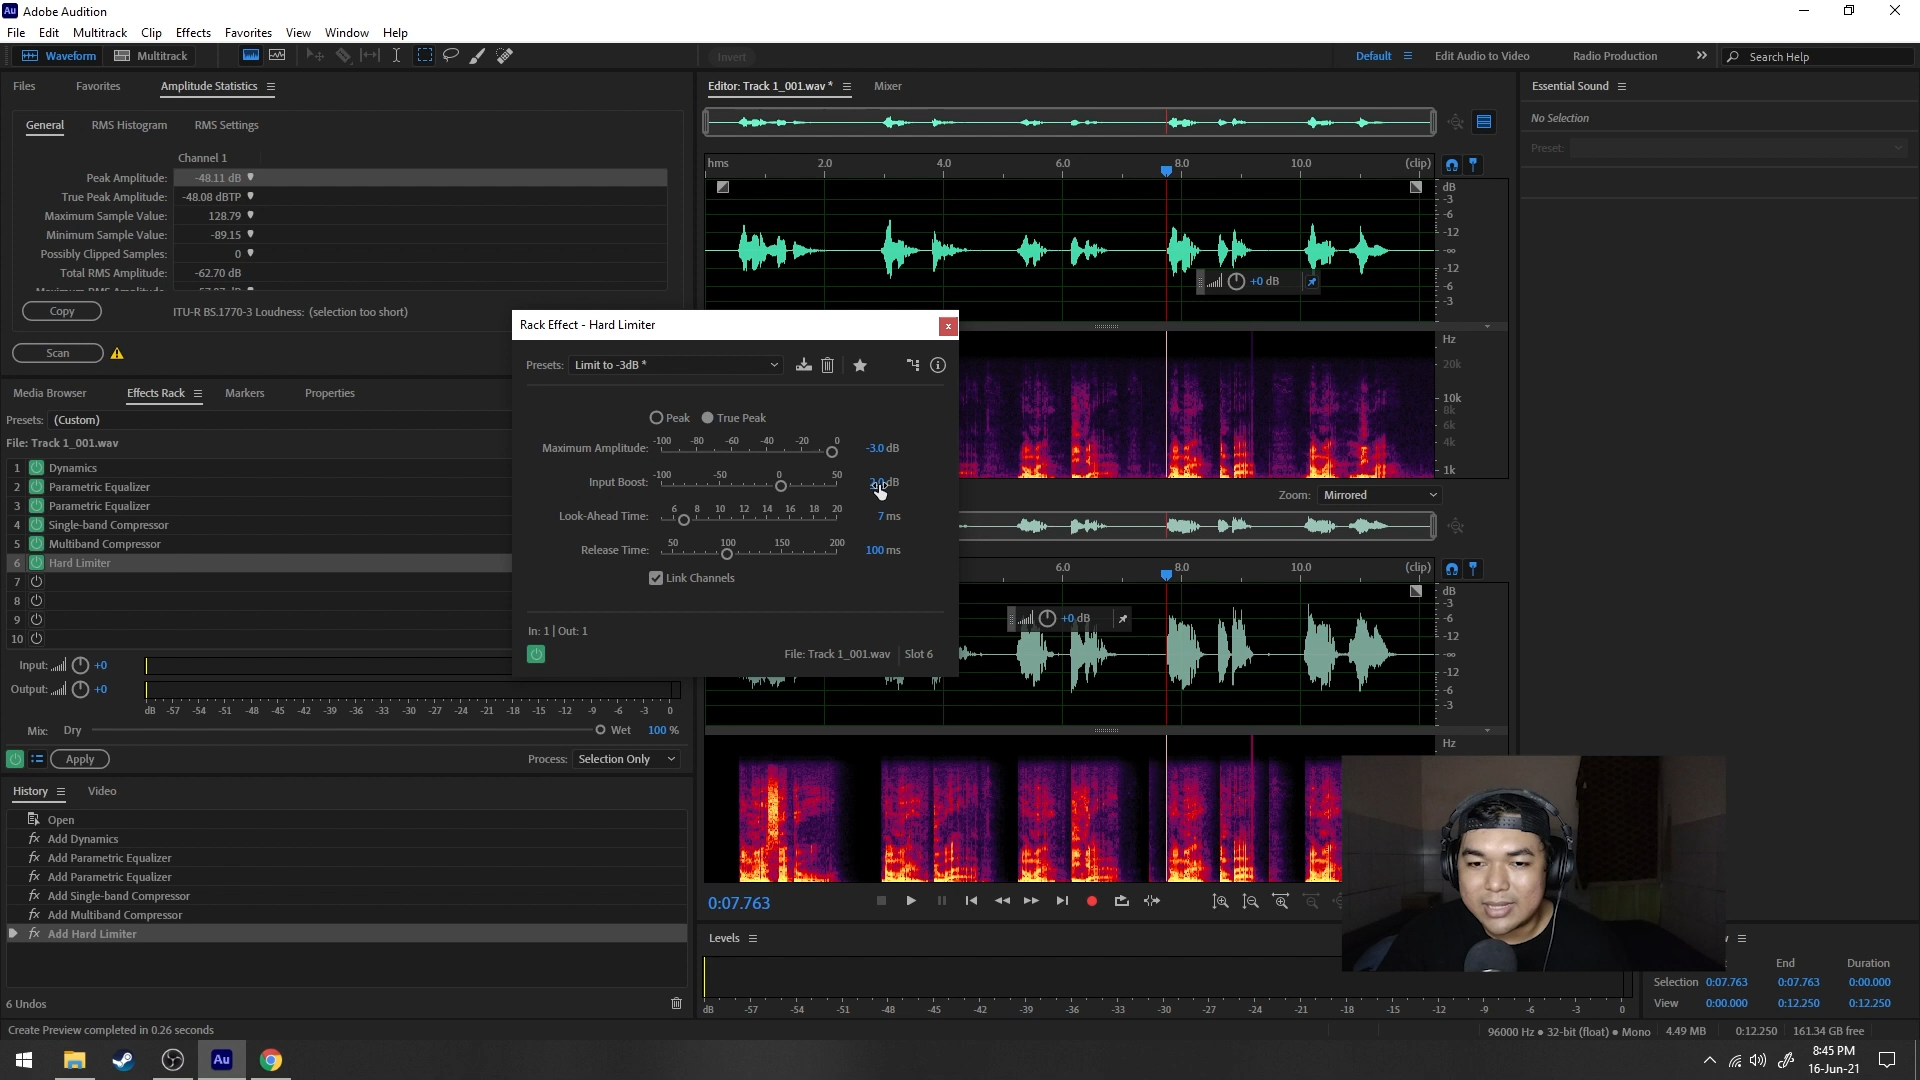 Au Adobe Audition
File Edit Multitrack Clip Effects Favorites View Window Help
Waveform Multitrack Invert Default Edit Audio to Video Radio Production Search Help
Files Favorites Amplitude Statistics
General RMS Histogram RMS Settings
Channel 1
Peak Amplitude: -48.11 dB
True Peak Amplitude: -48.08 dBTP
Maximum Sample Value: 128.79
Minimum Sample Value: -89.15
Possibly Clipped Samples: 0
Total RMS Amplitude: -62.70 dB
Copy ITU-R BS.1770-3 Loudness: (selection too short)
Scan
Media Browser Effects Rack Markers Properties
Presets: (Custom)
File: Track 1_001.wav
1 Dynamics
2 Parametric Equalizer
3 Parametric Equalizer
4 Single-band Compressor
5 Multiband Compressor
6 Hard Limiter
7
8
9
10
Input: +0
Output: +0
dB -57 -54 -51 -48 -45 -42 -39 -36 -33 -30 -27 -24 -21 -18 -15 -12 -9 -6 -3 0
Mix: Dry Wet 100 %
Apply Process: Selection Only
History Video
Open
fx Add Dynamics
fx Add Parametric Equalizer
fx Add Parametric Equalizer
fx Add Single-band Compressor
fx Add Multiband Compressor
fx Add Hard Limiter
6 Undos
Create Preview completed in 0.26 seconds
Rack Effect - Hard Limiter x
Presets: Limit to -3dB *
Peak True Peak
-100 -80 -60 -40 -20 0
Maximum Amplitude: -3.0 dB
-100 -50 0 50
Input Boost: dB
6 8 10 12 14 16 18 20
Look-Ahead Time: 7 ms
50 100 150 200
Release Time: 100 ms
Link Channels
In: 1 | Out: 1
File: Track 1_001.wav Slot 6
Editor: Track 1_001.wav * Mixer
hms 2.0 4.0 6.0 8.0 10.0 (clip)
dB
-3
-6
-12
-∞
-12
-6
-3
+0 dB
Hz
20k
10k
8k
6k
4k
1k
Zoom: Mirrored
6.0 8.0 10.0 (clip)
dB
-3
-6
-12
-∞
-12
-6
-3
+0 dB
Hz
0:07.763
Levels
dB -57 -54 -51 -48 -45 -42 -39 -36 -33 -30 -27 -24 -21 -18 -15 -12 -9 -6 -3 0
Essential Sound
No Selection
Preset:
End Duration
Selection 0:07.763 0:07.763 0:00.000
View 0:00.000 0:12.250 0:12.250
96000 Hz • 32-bit (float) • Mono 4.49 MB 0:12.250 161.34 GB free
Au
8:45 PM
16-Jun-21